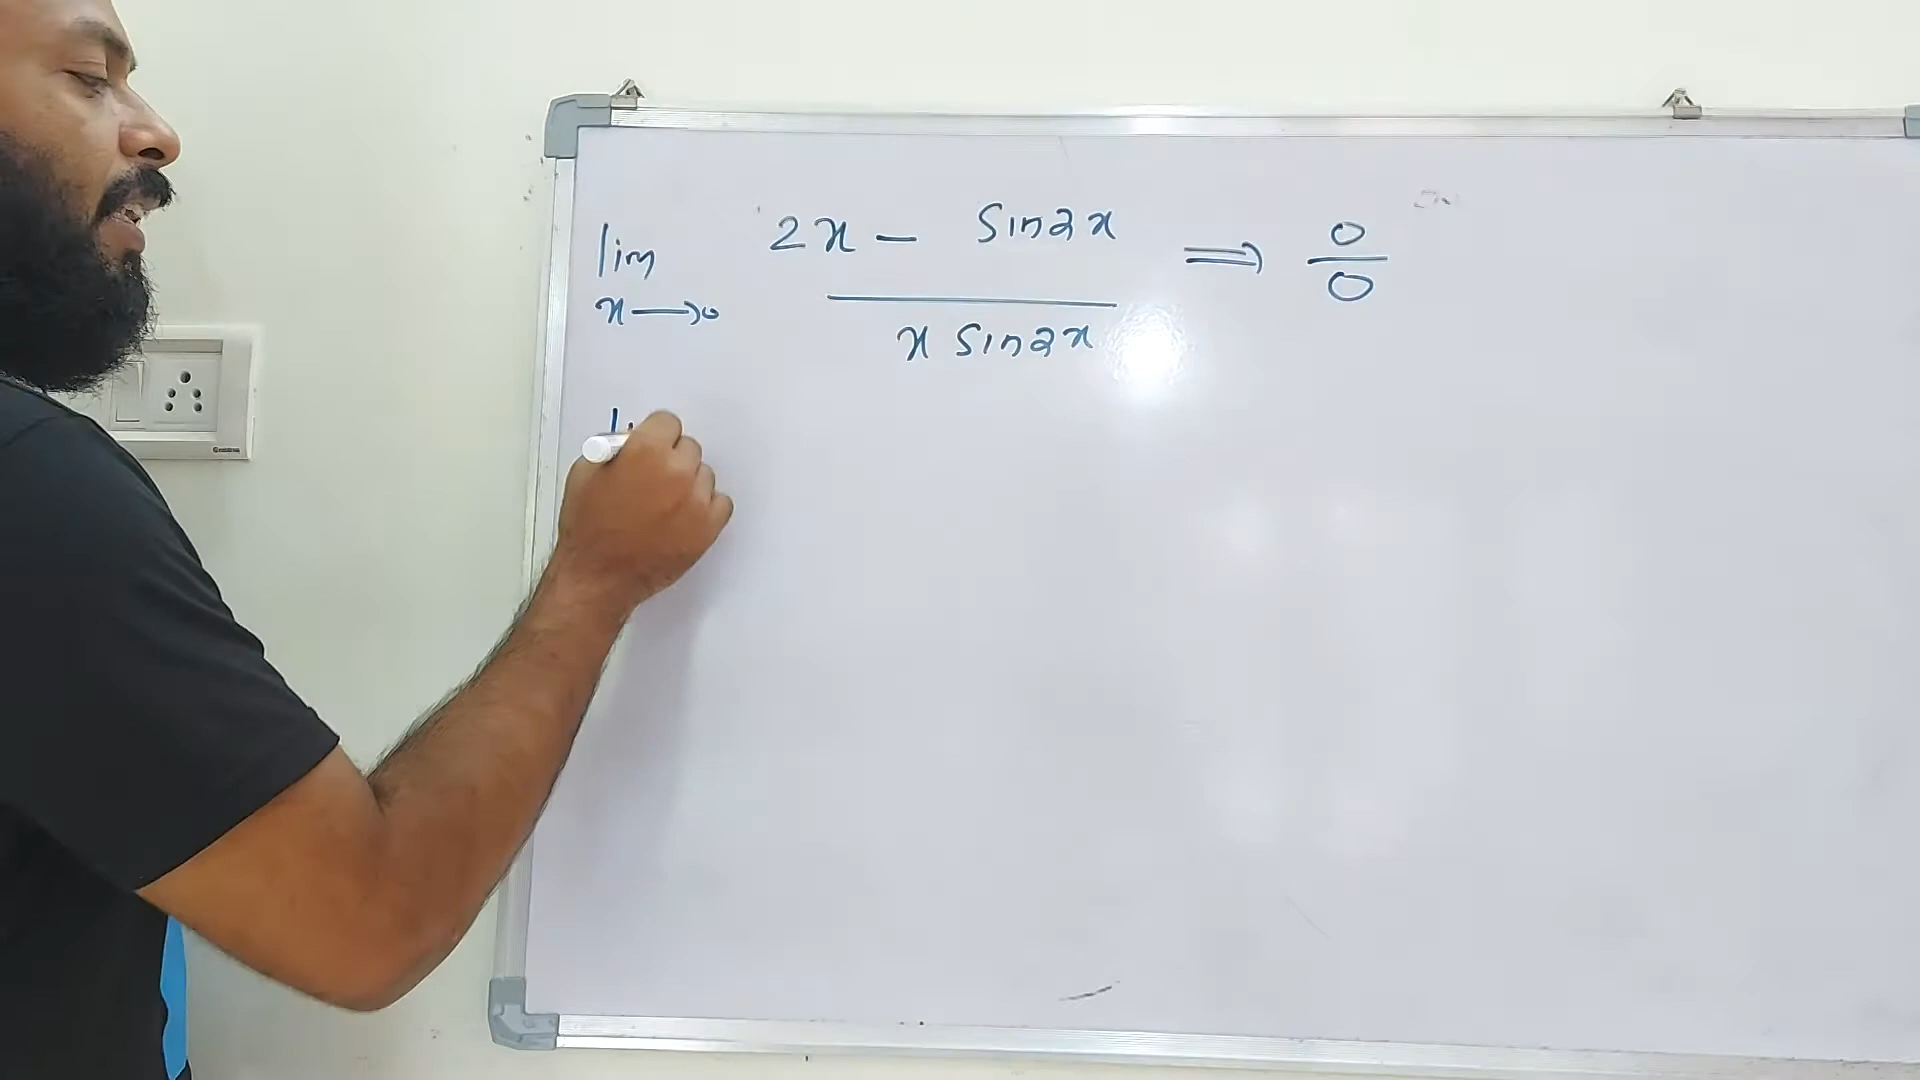 lim x→0 (2x - sin2x) / (x sin2x) ⟹ 0/0